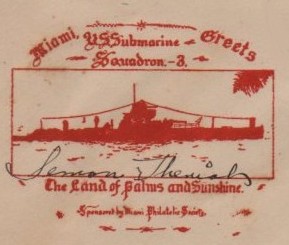 Miami, U.S. Submarine Greets
Squadron-3.
The Land of Palms and Sunshine.
Sponsored by Miami Philatelic Society.